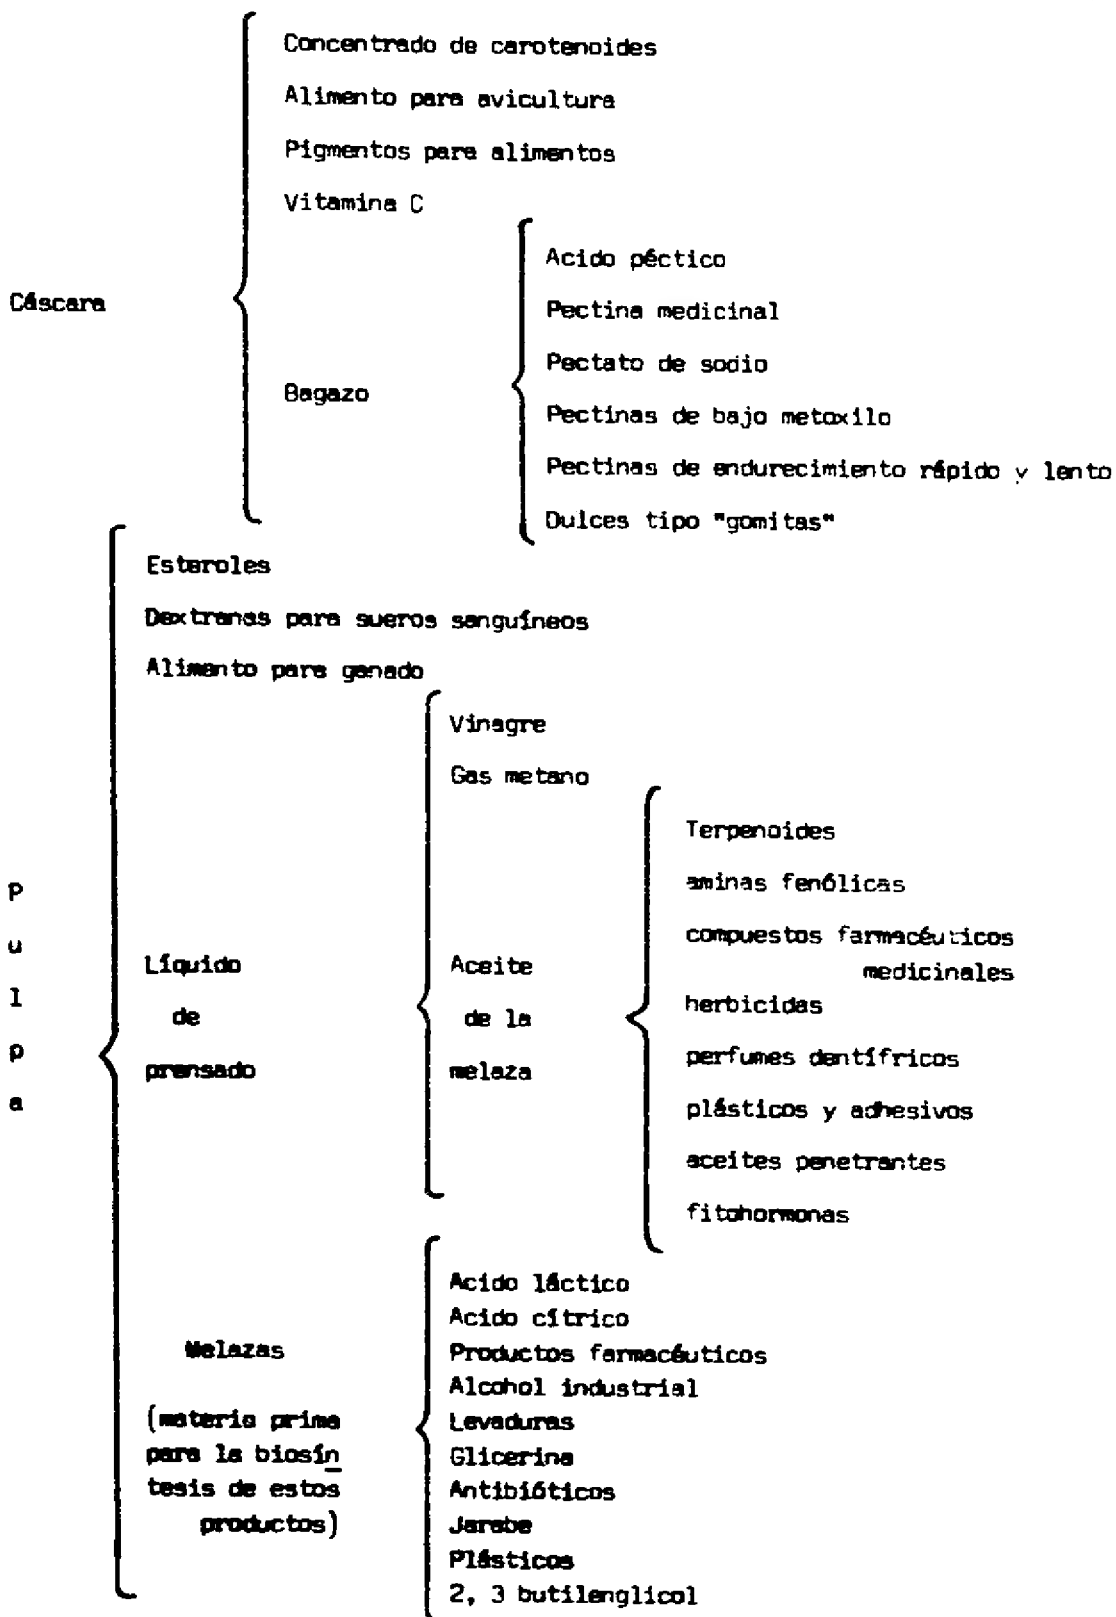 Concentrado de carotenoides
Alimento para avicultura
Pigmentos para alimentos
Vitamina C
Cáscara
Bagazo
Acido péctico
Pectina medicinal
Pectato de sodio
Pectinas de bajo metoxilo
Pectinas de endurecimiento rápido y lento
Dulces tipo "gomitas"
Pulpa
Esteroles
Dextranas para sueros sanguíneos
Alimento para ganado
Líquido
de
prensado
Vinagre
Gas metano
Aceite
de la
melaza
Terpenoides
aminas fenólicas
compuestos farmacéuticos
medicinales
herbicidas
perfumes dentífricos
plásticos y adhesivos
aceites penetrantes
fitohormonas
Melazas
(materia prima
para la biosín
tesis de estos
productos)
Acido láctico
Acido cítrico
Productos farmacéuticos
Alcohol industrial
Levaduras
Glicerina
Antibióticos
Jarabe
Plásticos
2, 3 butilenglicol